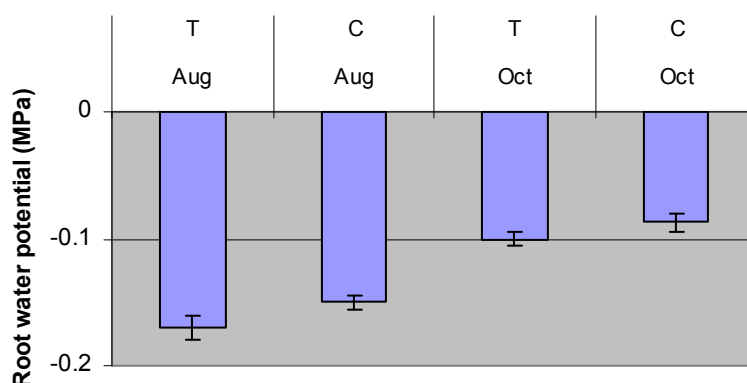 T C T C
Aug Aug Oct Oct
Root water potential (MPa)
0
-0.1
-0.2